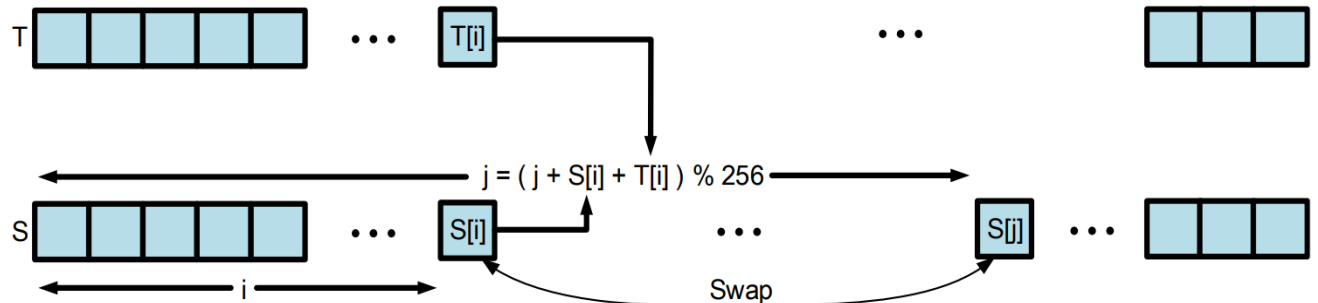 T ••• T[i] •••
j = ( j + S[i] + T[i] ) % 256
S ••• S[i] ••• S[j] •••
i Swap